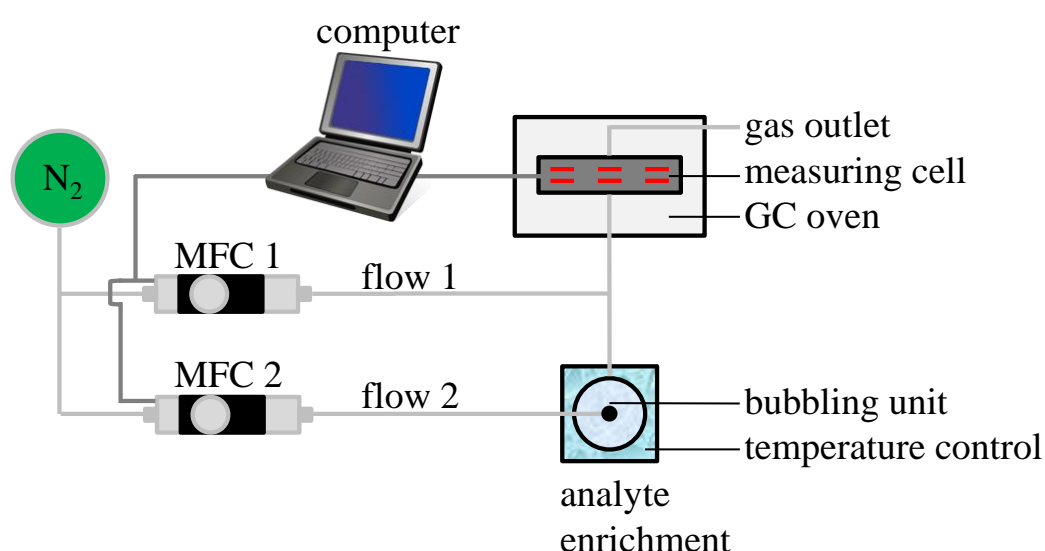 computer
gas outlet
N2
measuring cell
GC oven
MFC 1
flow 1
MFC 2
flow 2
bubbling unit
temperature control
analyte
enrichment